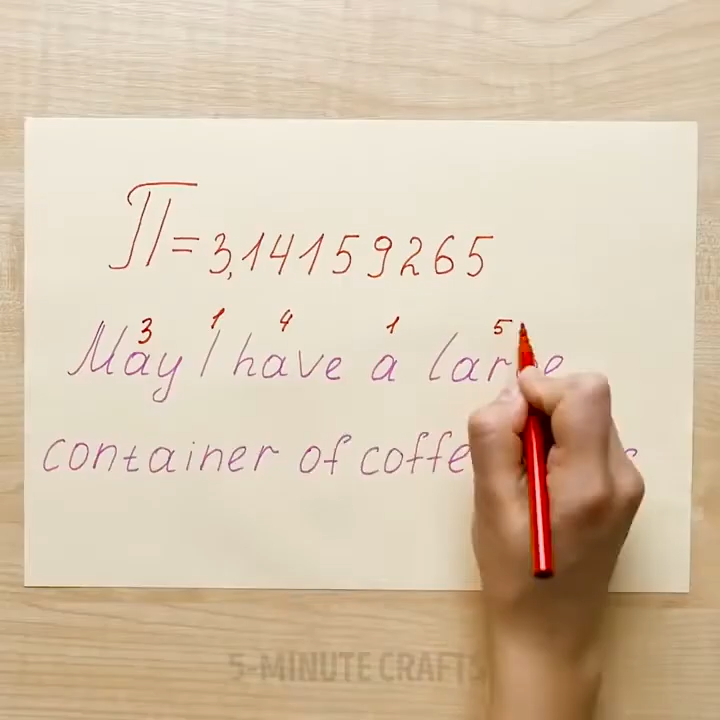 π=3,14159265
3 1 4 1 5
May I have a
container of
5-MINUTE CRAFTS